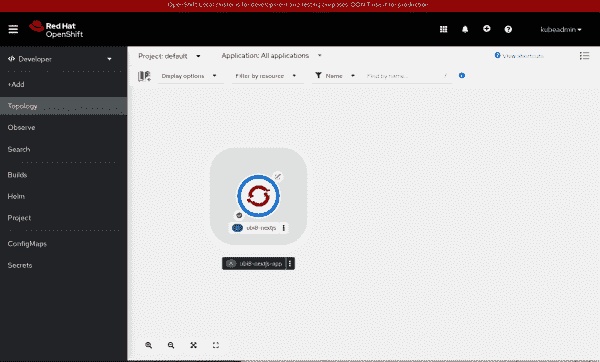 OpenShift Local cluster is for development and testing purposes. DON'T use it for production.
Red Hat
OpenShift
kubeadmin
Developer
Project: default
Application: All applications
View shortcuts
Display options
Filter by resource
Name
Find by name...
/
+Add
Topology
Observe
Search
Builds
Helm
Project
ConfigMaps
Secrets
ubi8-nextjs
A
ubi8-nextjs-app